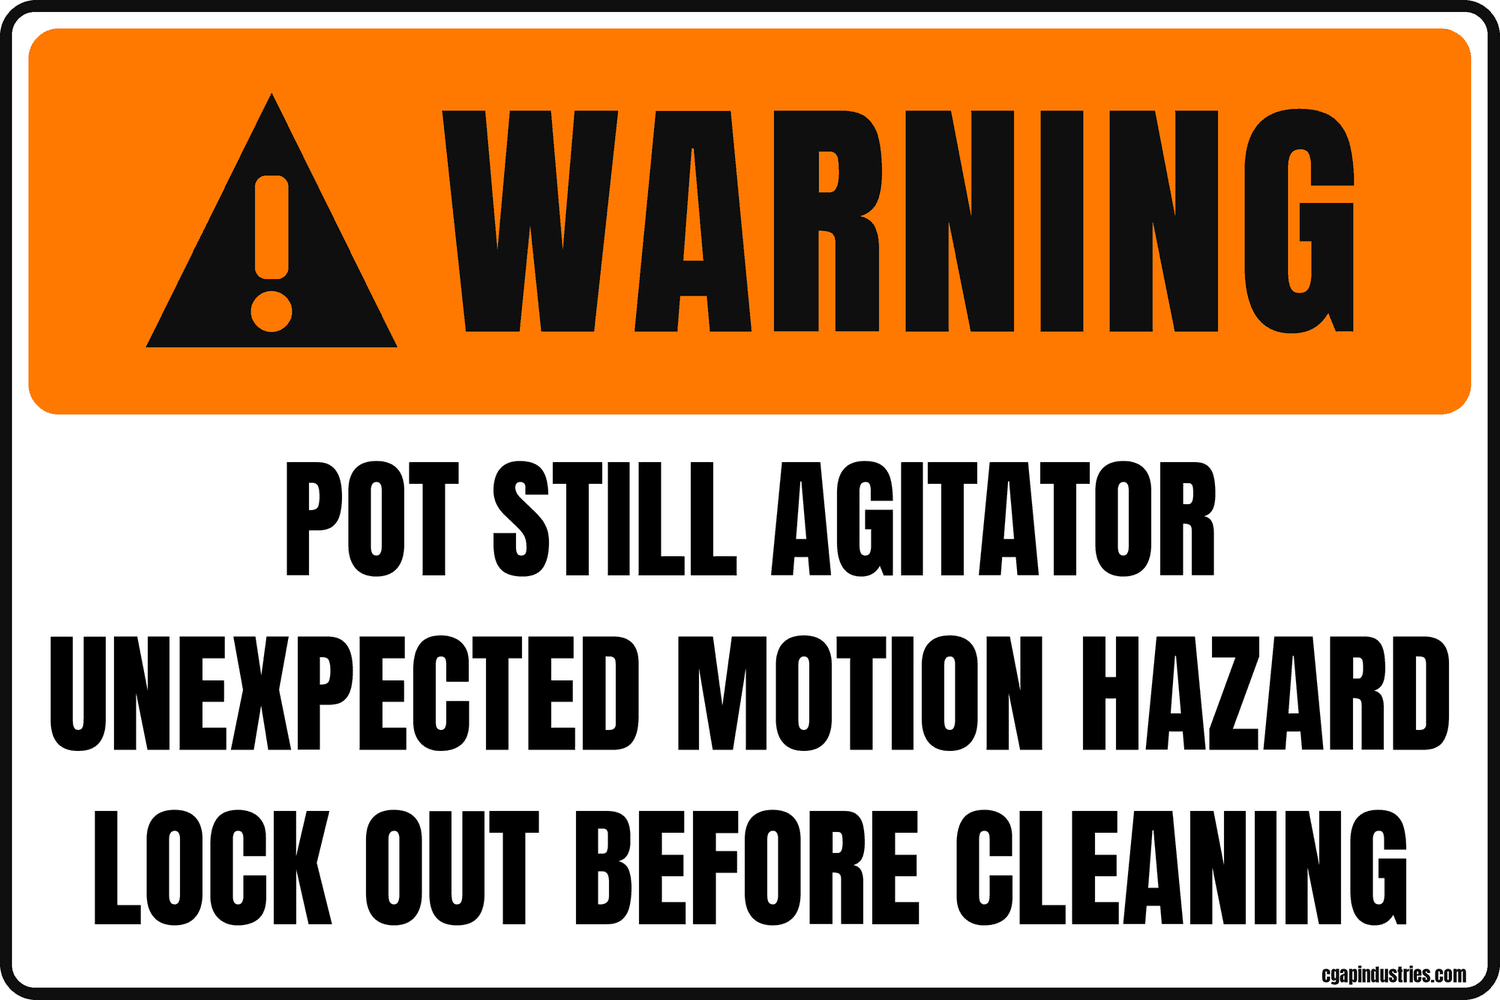 WARNING
POT STILL AGITATOR
UNEXPECTED MOTION HAZARD
LOCK OUT BEFORE CLEANING
cgapindustries.com